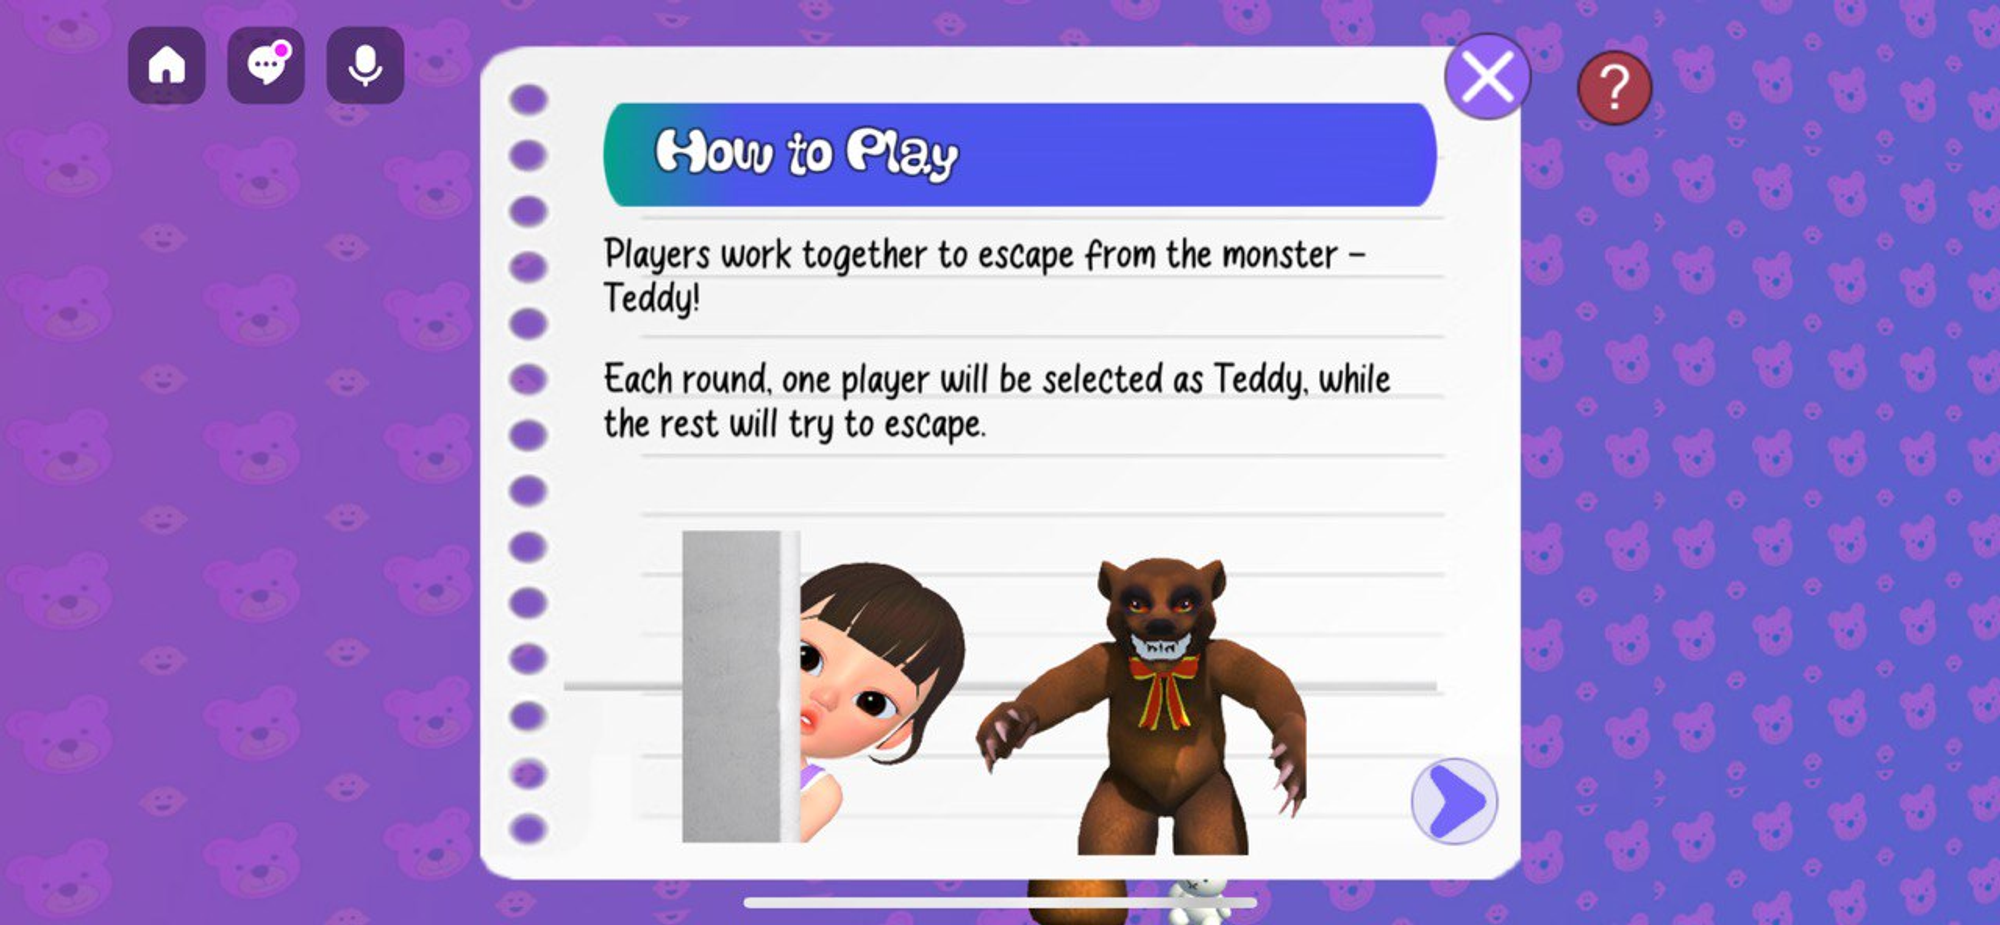 How to Play
Players work together to escape from the monster –
Teddy!
Each round, one player will be selected as Teddy, while
the rest will try to escape.
?